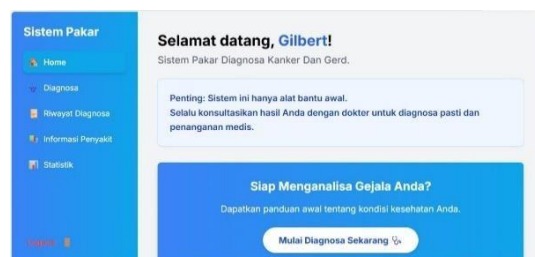 Sistem Pakar
Home
Diagnosa
Riwayat Diagnosa
Informasi Penyakit
Statistik
Selamat datang, Gilbert!
Sistem Pakar Diagnosa Kanker Dan Gerd.
Penting: Sistem ini hanya alat bantu awal.
Selalu konsultasikan hasil Anda dengan dokter untuk diagnosa pasti dan
penanganan medis.
Siap Menganalisa Gejala Anda?
Dapatkan panduan awal tentang kondisi kesehatan Anda.
Mulai Diagnosa Sekarang